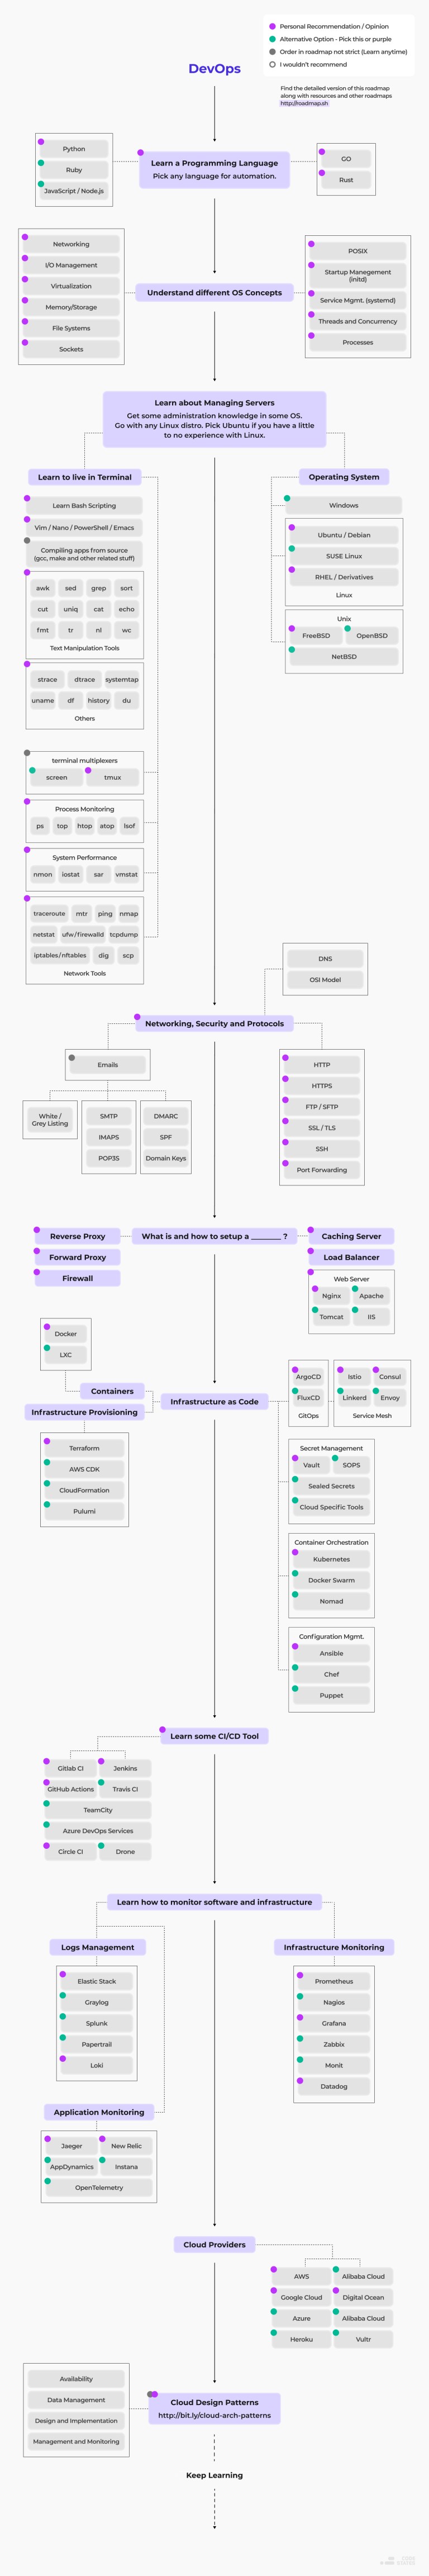 Personal Recommendation / Opinion
Alternative Option - Pick this or purple
Order in roadmap not strict (Learn anytime)
I wouldn't recommend
DevOps
Find the detailed version of this roadmap
along with resources and other roadmaps
http://roadmap.sh
Python
Ruby
JavaScript / Node.js
Learn a Programming Language
Pick any language for automation.
GO
Rust
Networking
I/O Management
Virtualization
Memory/Storage
File Systems
Sockets
Understand different OS Concepts
POSIX
Startup Manegement
(initd)
Service Mgmt. (systemd)
Threads and Concurrency
Processes
Learn about Managing Servers
Get some administration knowledge in some OS.
Go with any Linux distro. Pick Ubuntu if you have a little
to no experience with Linux.
Learn to live in Terminal
Learn Bash Scripting
Vim / Nano / PowerShell / Emacs
Compiling apps from source
(gcc, make and other related stuff)
awk sed grep sort
cut uniq cat echo
fmt tr nl wc
Text Manipulation Tools
strace dtrace systemtap
uname df history du
Others
terminal multiplexers
screen tmux
Process Monitoring
ps top htop atop lsof
System Performance
nmon iostat sar vmstat
traceroute mtr ping nmap
netstat ufw/firewalld tcpdump
iptables/nftables dig scp
Network Tools
Operating System
Windows
Ubuntu / Debian
SUSE Linux
RHEL / Derivatives
Linux
Unix
FreeBSD OpenBSD
NetBSD
DNS
OSI Model
Networking, Security and Protocols
Emails
White /
Grey Listing
SMTP
IMAPS
POP3S
DMARC
SPF
Domain Keys
HTTP
HTTPS
FTP / SFTP
SSL / TLS
SSH
Port Forwarding
Reverse Proxy
Forward Proxy
Firewall
What is and how to setup a ________ ?
Caching Server
Load Balancer
Web Server
Nginx Apache
Tomcat IIS
Docker
LXC
Containers
Infrastructure Provisioning
Infrastructure as Code
Terraform
AWS CDK
CloudFormation
Pulumi
ArgoCD
FluxCD
GitOps
Istio Consul
Linkerd Envoy
Service Mesh
Secret Management
Vault SOPS
Sealed Secrets
Cloud Specific Tools
Container Orchestration
Kubernetes
Docker Swarm
Nomad
Configuration Mgmt.
Ansible
Chef
Puppet
Learn some CI/CD Tool
Gitlab CI Jenkins
GitHub Actions Travis CI
TeamCity
Azure DevOps Services
Circle CI Drone
Learn how to monitor software and infrastructure
Logs Management
Elastic Stack
Graylog
Splunk
Papertrail
Loki
Infrastructure Monitoring
Prometheus
Nagios
Grafana
Zabbix
Monit
Datadog
Application Monitoring
Jaeger New Relic
AppDynamics Instana
OpenTelemetry
Cloud Providers
AWS Alibaba Cloud
Google Cloud Digital Ocean
Azure Alibaba Cloud
Heroku Vultr
Availability
Data Management
Design and Implementation
Management and Monitoring
Cloud Design Patterns
http://bit.ly/cloud-arch-patterns
Keep Learning